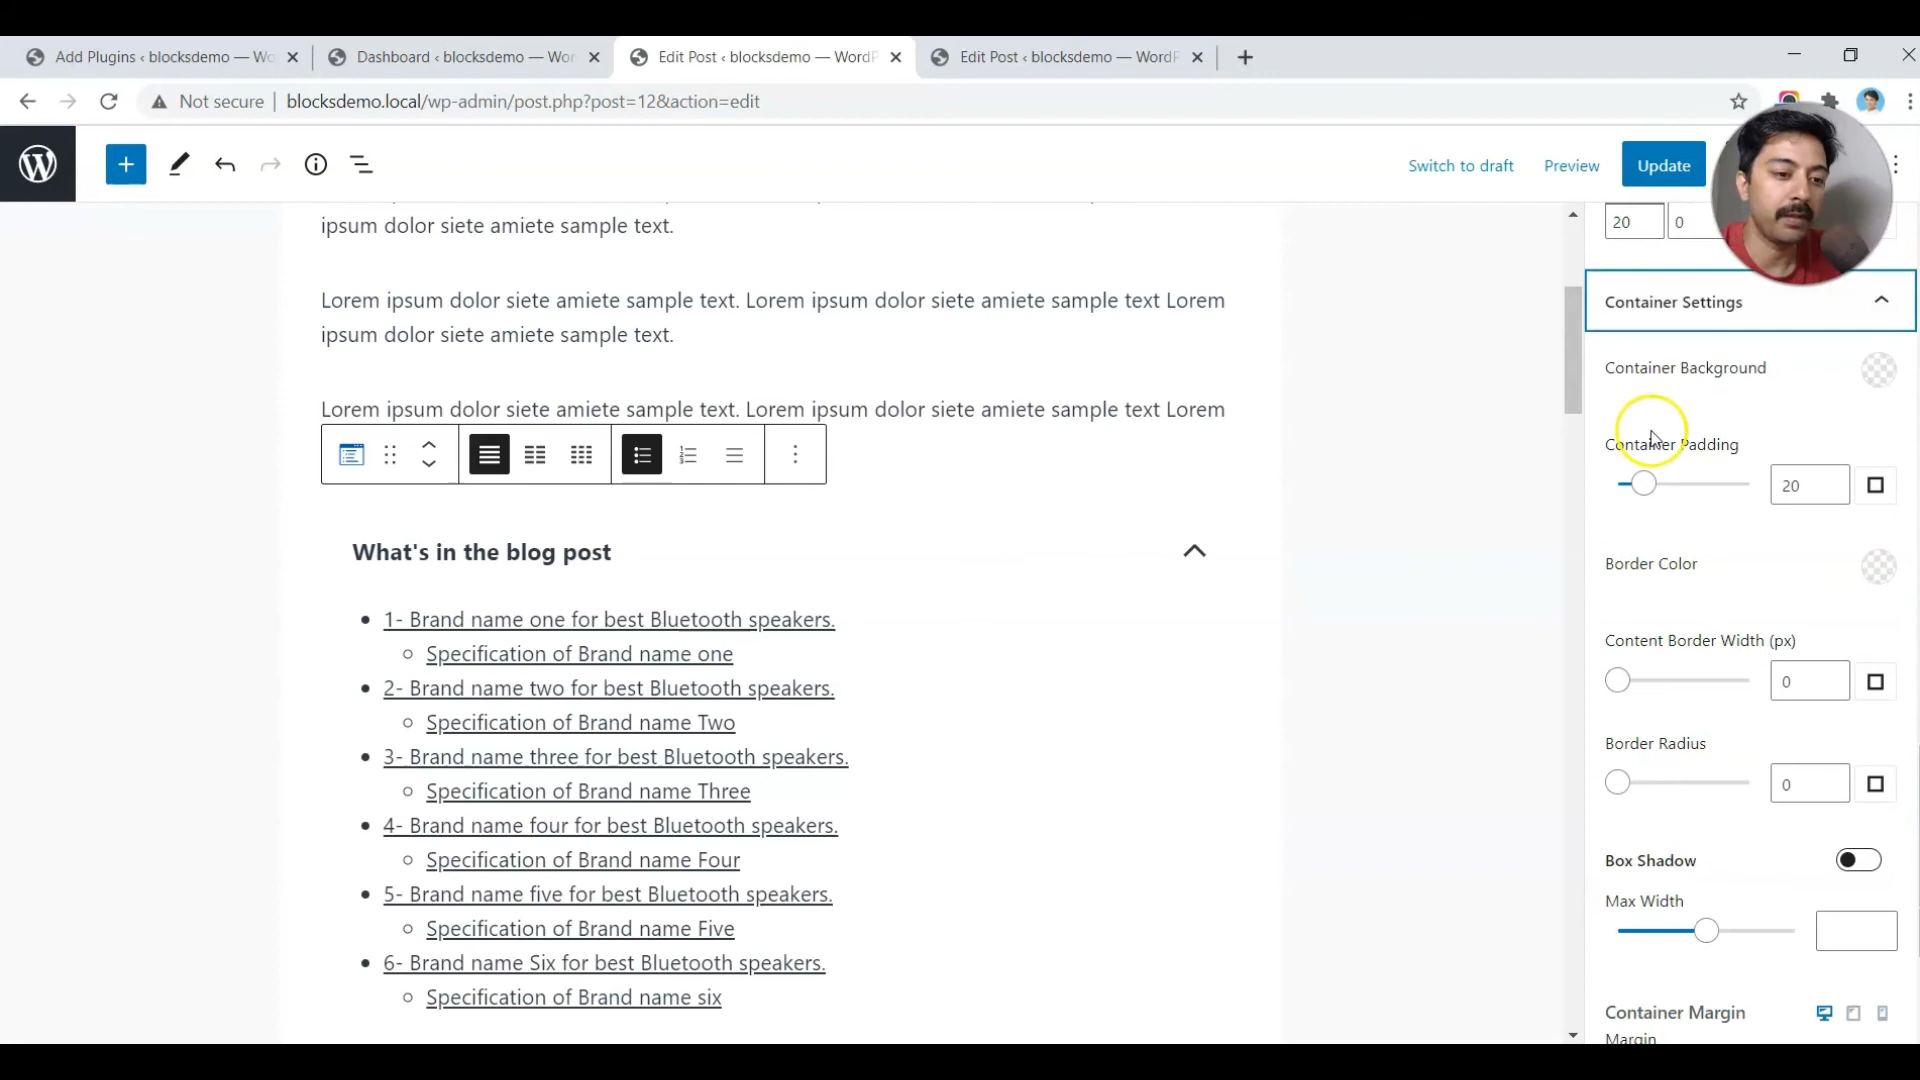 Add Plugins ‹ blocksdemo — Wo
Dashboard ‹ blocksdemo — Wor
Edit Post ‹ blocksdemo — WordP
Edit Post ‹ blocksdemo — WordP
Not secure
blocksdemo.local/wp-admin/post.php?post=12&action=edit
Switch to draft
Preview
Update
ipsum dolor siete amiete sample text.
Lorem ipsum dolor siete amiete sample text. Lorem ipsum dolor siete amiete sample text Lorem
ipsum dolor siete amiete sample text.
Lorem ipsum dolor siete amiete sample text. Lorem ipsum dolor siete amiete sample text Lorem
What's in the blog post
1- Brand name one for best Bluetooth speakers.
Specification of Brand name one
2- Brand name two for best Bluetooth speakers.
Specification of Brand name Two
3- Brand name three for best Bluetooth speakers.
Specification of Brand name Three
4- Brand name four for best Bluetooth speakers.
Specification of Brand name Four
5- Brand name five for best Bluetooth speakers.
Specification of Brand name Five
6- Brand name Six for best Bluetooth speakers.
Specification of Brand name six
20
0
Container Settings
Container Background
Container Padding
20
Border Color
Content Border Width (px)
0
Border Radius
0
Box Shadow
Max Width
Container Margin
Margin